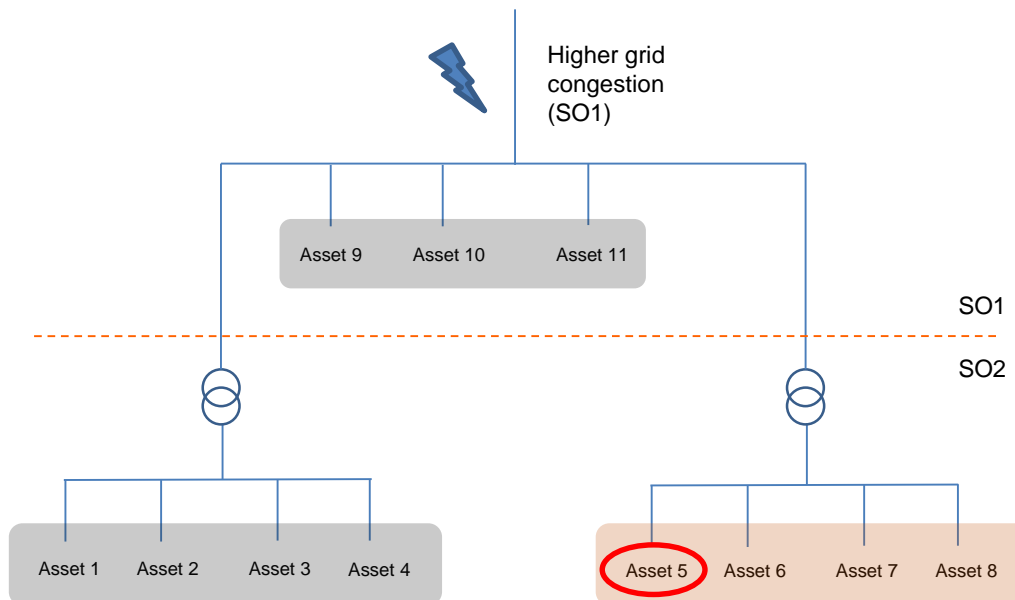 Higher grid
congestion
(SO1)
Asset 9 Asset 10 Asset 11
SO1
SO2
Asset 1 Asset 2 Asset 3 Asset 4 Asset 5 Asset 6 Asset 7 Asset 8